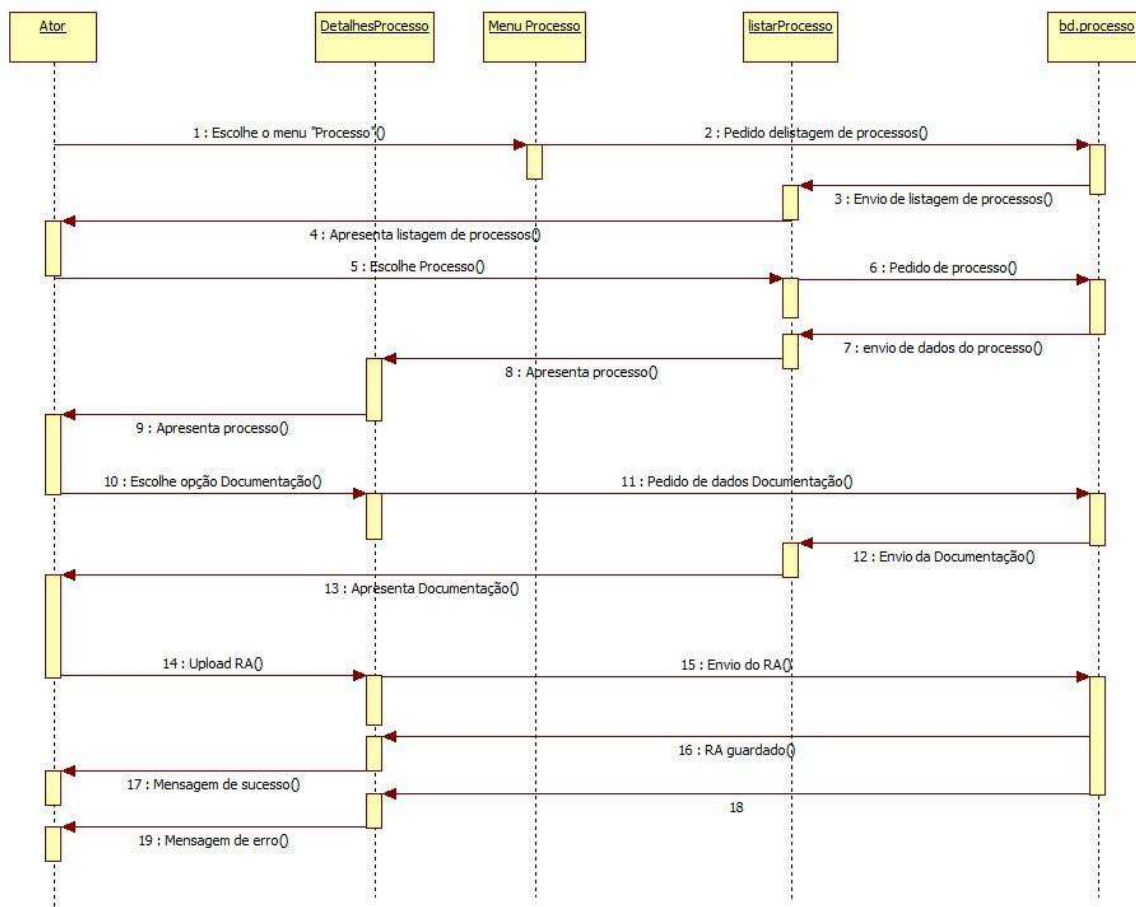 Ator
DetalhesProcesso
Menu Processo
listarProcesso
bd.processo
1 : Escolhe o menu "Processo"()
2 : Pedido delistagem de processos()
3 : Envio de listagem de processos()
4 : Apresenta listagem de processos()
5 : Escolhe Processo()
6 : Pedido de processo()
7 : envio de dados do processo()
8 : Apresenta processo()
9 : Apresenta processo()
10 : Escolhe opção Documentação()
11 : Pedido de dados Documentação()
12 : Envio da Documentação()
13 : Apresenta Documentação()
14 : Upload RA()
15 : Envio do RA()
16 : RA guardado()
17 : Mensagem de sucesso()
18
19 : Mensagem de erro()